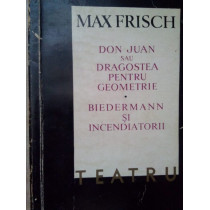 MAX FRISCH
DON JUAN
SAU
DRAGOSTEA
PENTRU
GEOMETRIE
•
BIEDERMANN
ȘI
INCENDIATORII
TEATRU